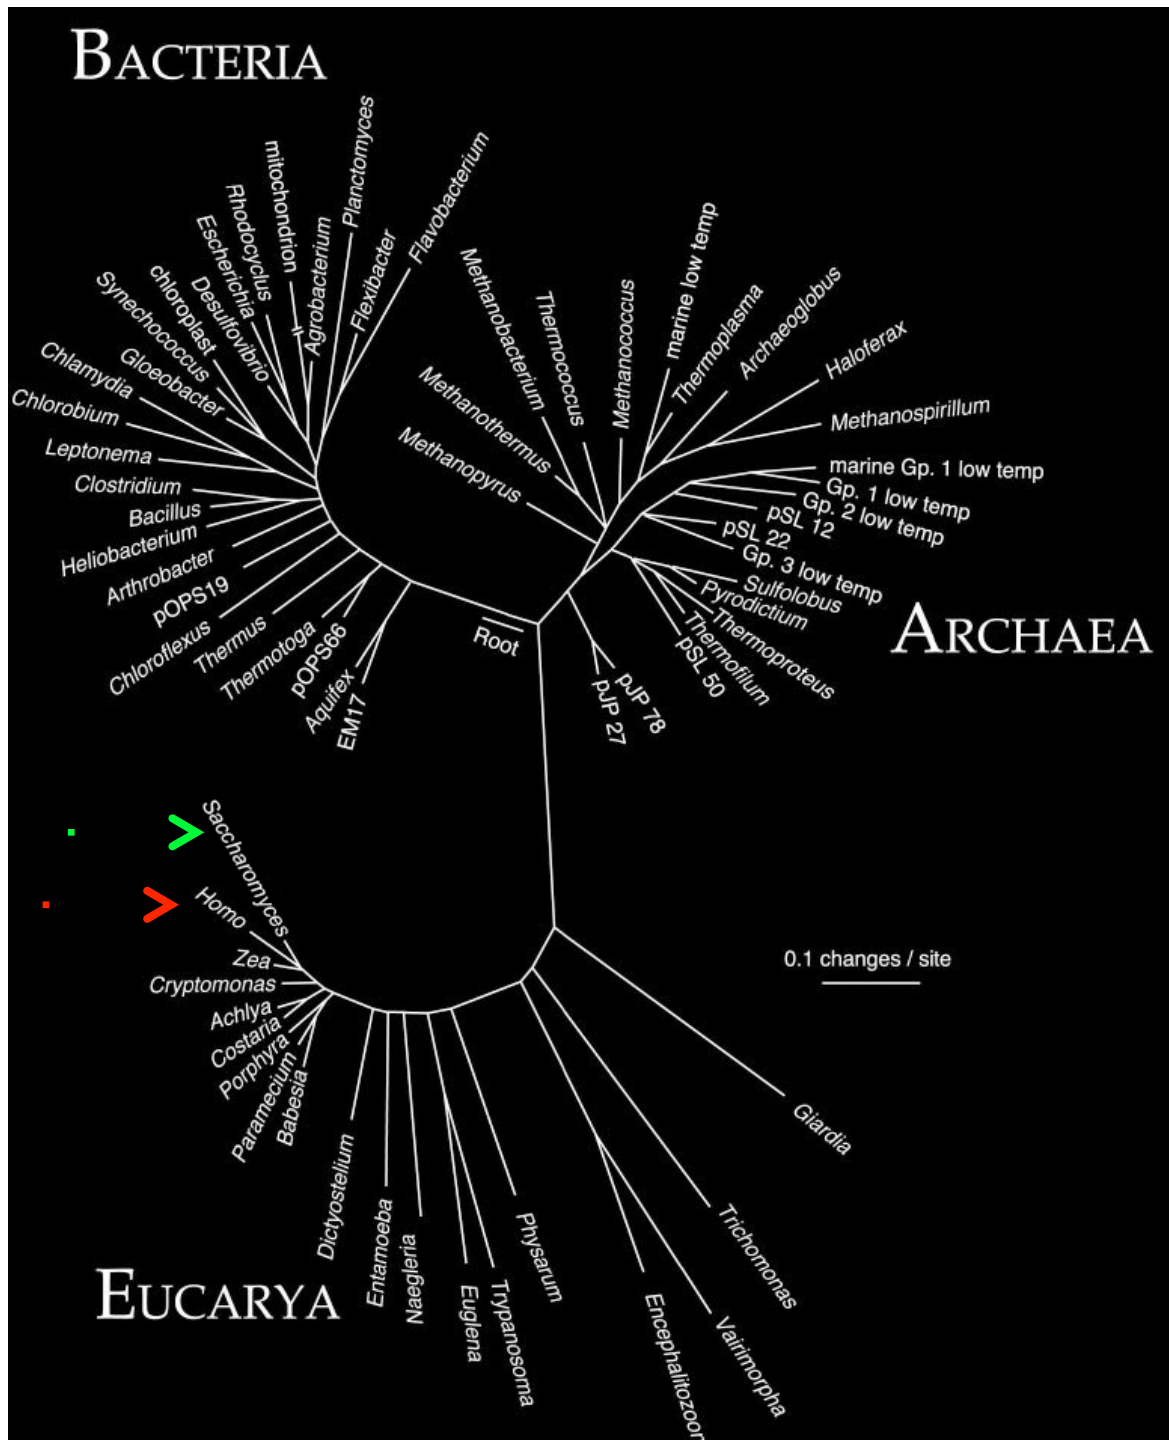 BACTERIA
Planctomyces
mitochondrion
Flavobacterium
Rhodocyclus
Escherichia
Agrobacterium
Flexibacter
chloroplast
Desulfovibrio
Synechococcus
Gloeobacter
Chlamydia
Chlorobium
Leptonema
Clostridium
Bacillus
Heliobacterium
Arthrobacter
pOPS19
Chloroflexus
Thermus
Thermotoga
pOPS66
Aquifex
EM17
Root
Methanopyrus
Methanothermus
Methanobacterium
Thermococcus
Methanococcus
marine low temp
Thermoplasma
Archaeoglobus
Haloferax
Methanospirillum
marine Gp. 1 low temp
Gp. 1 low temp
Gp. 2 low temp
pSL 12
pSL 22
Gp. 3 low temp
Sulfolobus
Pyrodictium
Thermoproteus
Thermofilum
pSL 50
pJP 78
pJP 27
ARCHAEA
Saccharomyces
Homo
Zea
Cryptomonas
Achlya
Costaria
Porphyra
Paramecium
Babesia
Dictyostelium
Entamoeba
Naegleria
Euglena
Trypanosoma
Physarum
Encephalitozoon
Vairimorpha
Trichomonas
Giardia
0.1 changes / site
EUCARYA